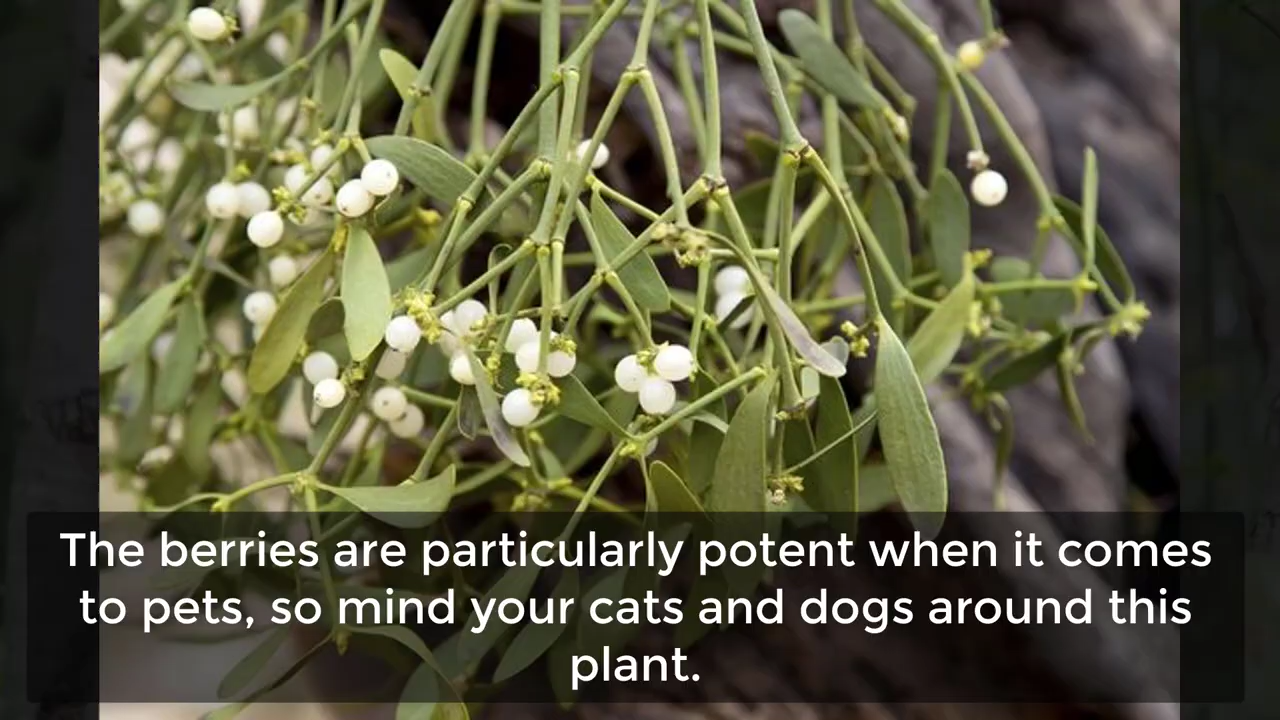 The berries are particularly potent when it comes
to pets, so mind your cats and dogs around this
plant.